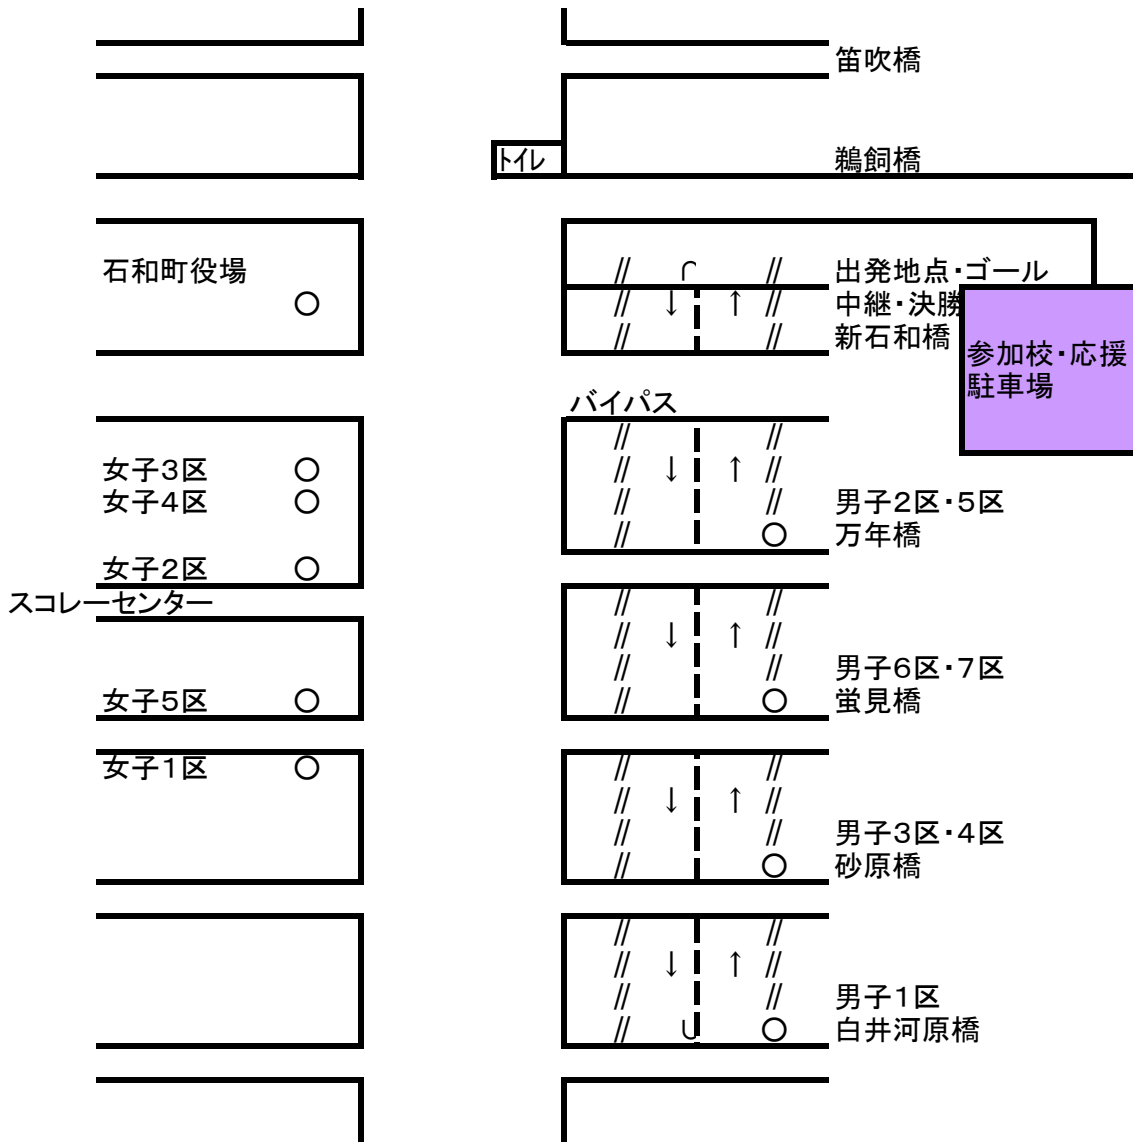 笛吹橋
トイレ
鵜飼橋
石和町役場
出発地点・ゴール
○
↓
↑
中継・決勝
新石和橋
参加校・応援
駐車場
バイパス
女子3区 ○
↓
↑
女子4区 ○
男子2区・5区
○
万年橋
女子2区 ○
スコレーセンター
↓
↑
男子6区・7区
女子5区 ○
○
蛍見橋
女子1区 ○
↓
↑
男子3区・4区
○
砂原橋
↓
↑
男子1区
○
白井河原橋